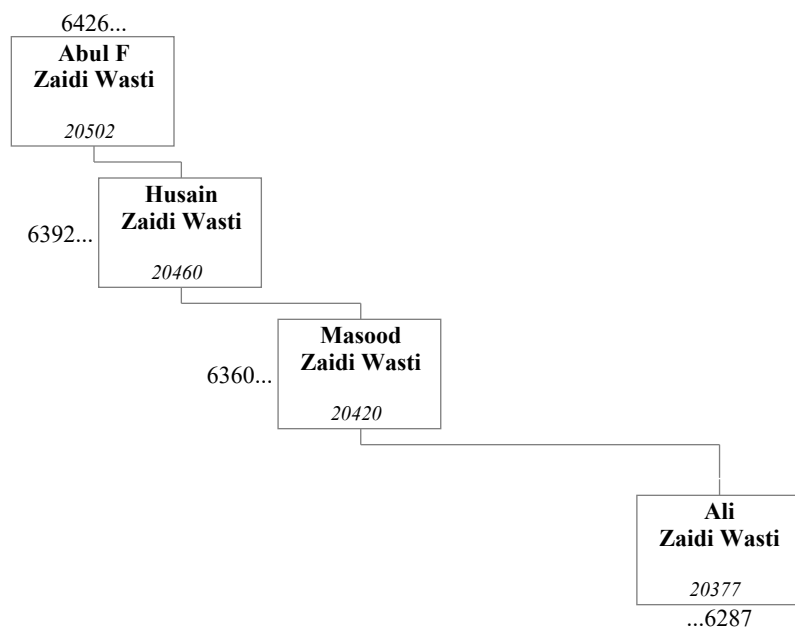 6426...
Abul F
Zaidi Wasti
20502
Husain
Zaidi Wasti
6392...
20460
Masood
Zaidi Wasti
6360...
20420
Ali
Zaidi Wasti
20377
...6287